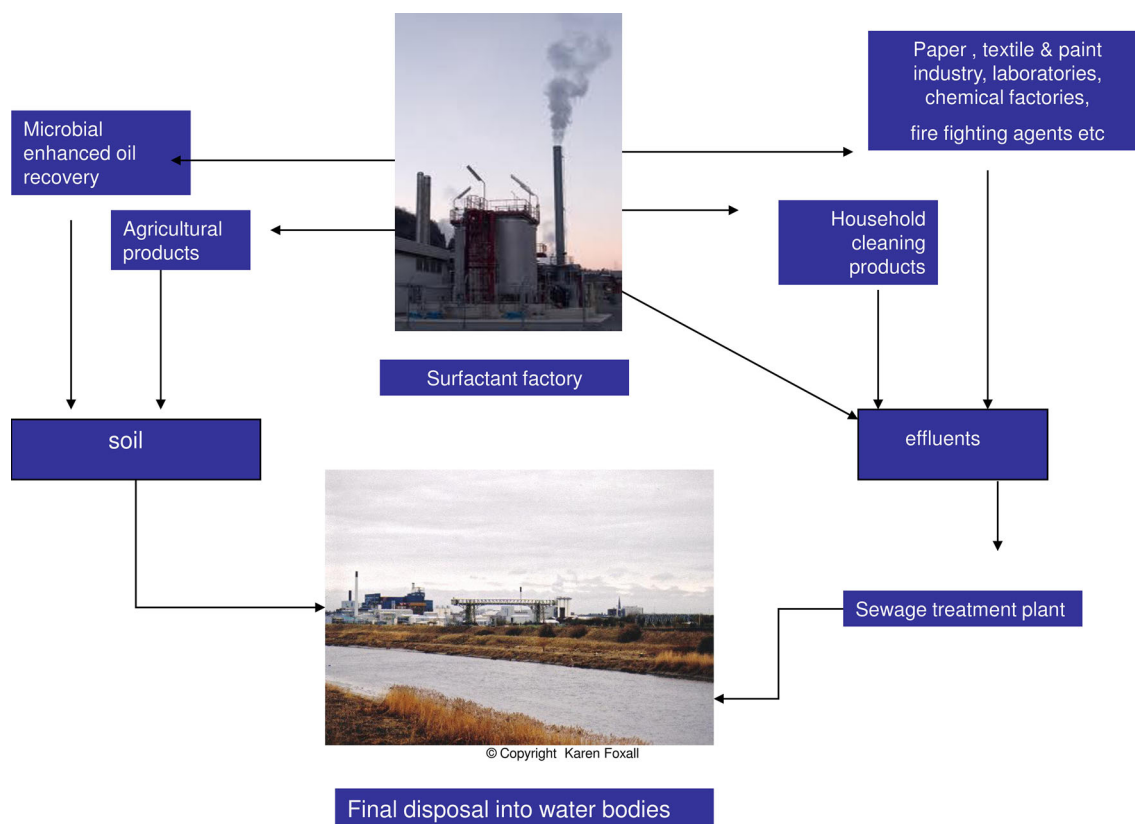 Paper , textile & paint
industry, laboratories,
chemical factories,
fire fighting agents etc
Microbial
enhanced oil
recovery
Agricultural
products
Household
cleaning
products
Surfactant factory
soil
effluents
Sewage treatment plant
© Copyright Karen Foxall
Final disposal into water bodies